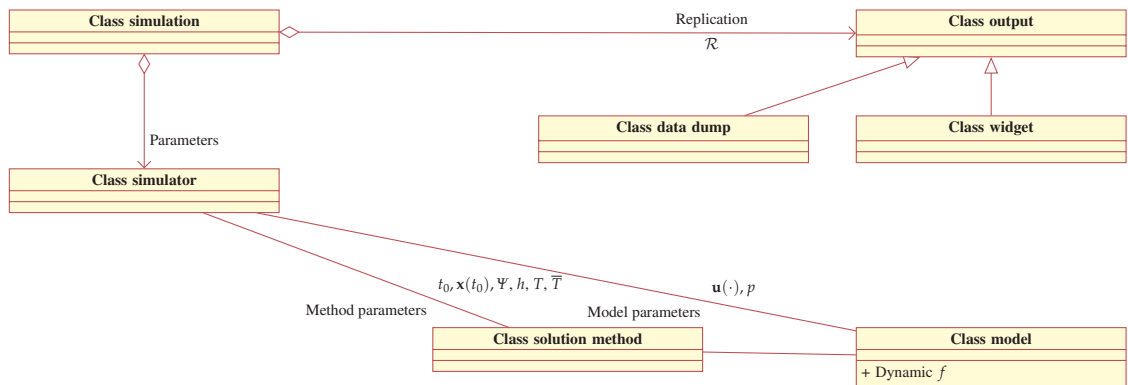 Class simulation
Replication
ℛ
Class output
Class data dump
Class widget
Parameters
Class simulator
t₀, x(t₀), Ψ, h, T, T̅
u(·), p
Method parameters
Model parameters
Class solution method
Class model
+ Dynamic f